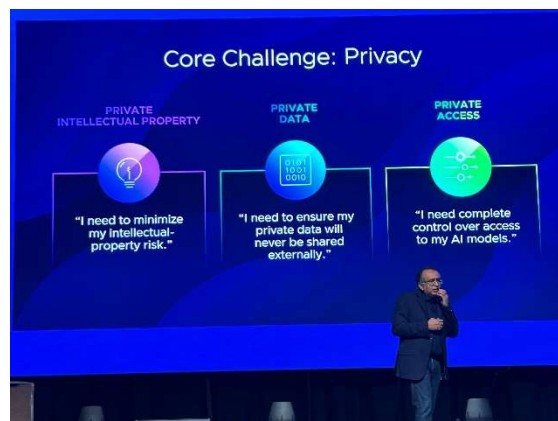 Core Challenge: Privacy
PRIVATE
INTELLECTUAL PROPERTY
"I need to minimize
my intellectual-
property risk."
PRIVATE
DATA
0101
1001
0010
"I need to ensure my
private data will
never be shared
externally."
PRIVATE
ACCESS
"I need complete
control over access
to my AI models."